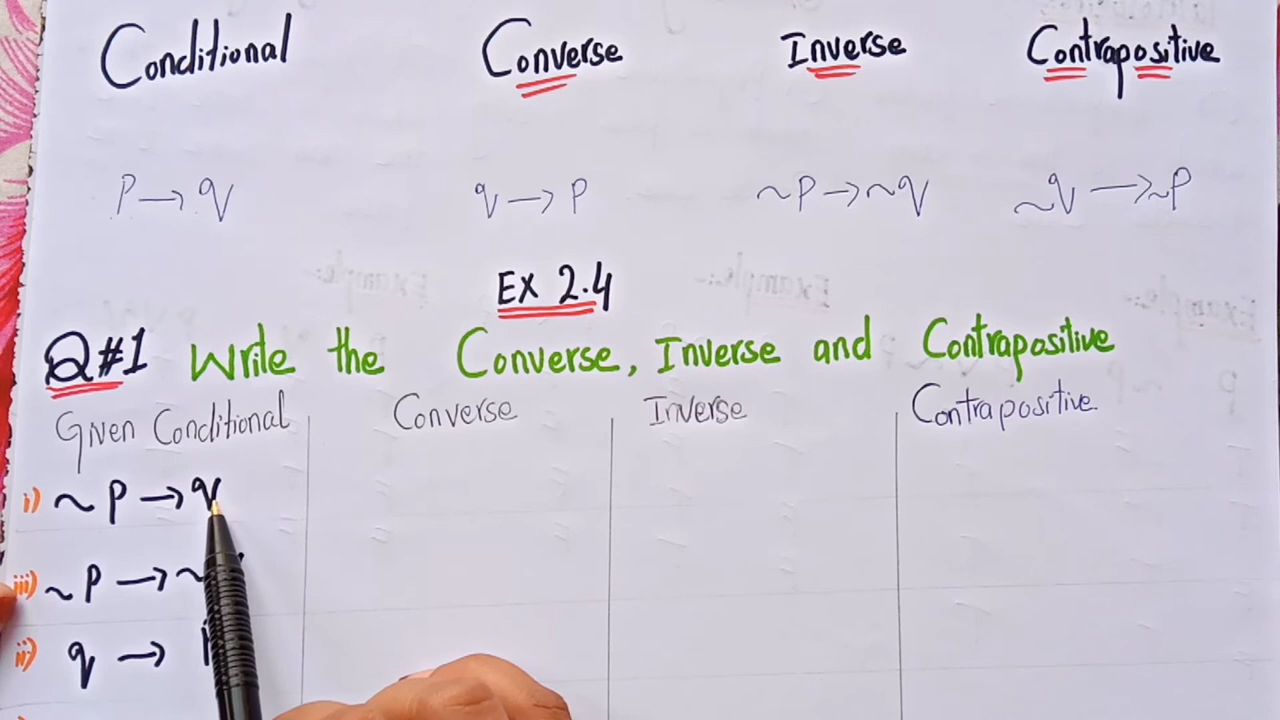 Conditional Converse Inverse Contrapositive
P → q q → P ~P → ~q ~q → ~P
Ex 2.4
Q#1 Write the Converse, Inverse and Contrapositive
Given Conditional Converse Inverse Contrapositive
i) ~ P → q
iii) ~ P → ~
ii) q →